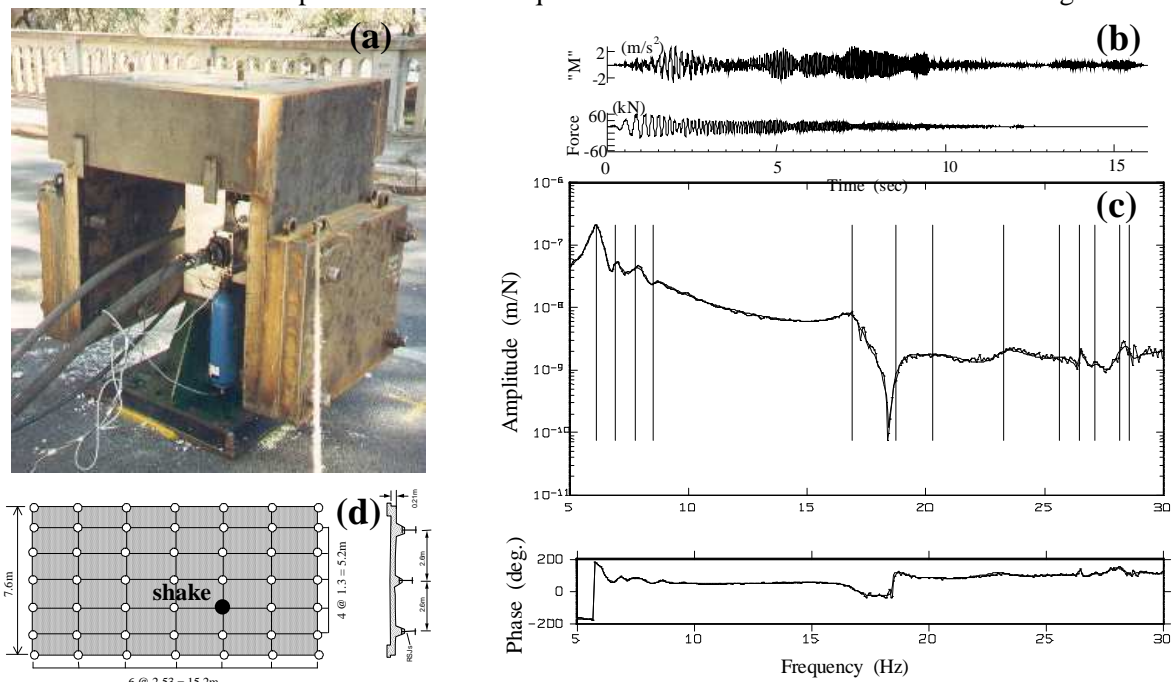 (a)
(b)
(m/s²)
"M"
2
-2
(kN)
Force
60
-60
0
5
10
15
Time (sec)
(c)
10⁻⁶
10⁻⁷
10⁻⁸
10⁻⁹
10⁻¹⁰
10⁻¹¹
Amplitude (m/N)
5
10
15
20
25
30
Phase (deg.)
200
0
-200
5
10
15
20
25
30
Frequency (Hz)
(d)
7.6m
shake
4 @ 1.3 = 5.2m
6 @ 2.53 = 15.2m
0.21m
2.6m
2.6m
RSJs